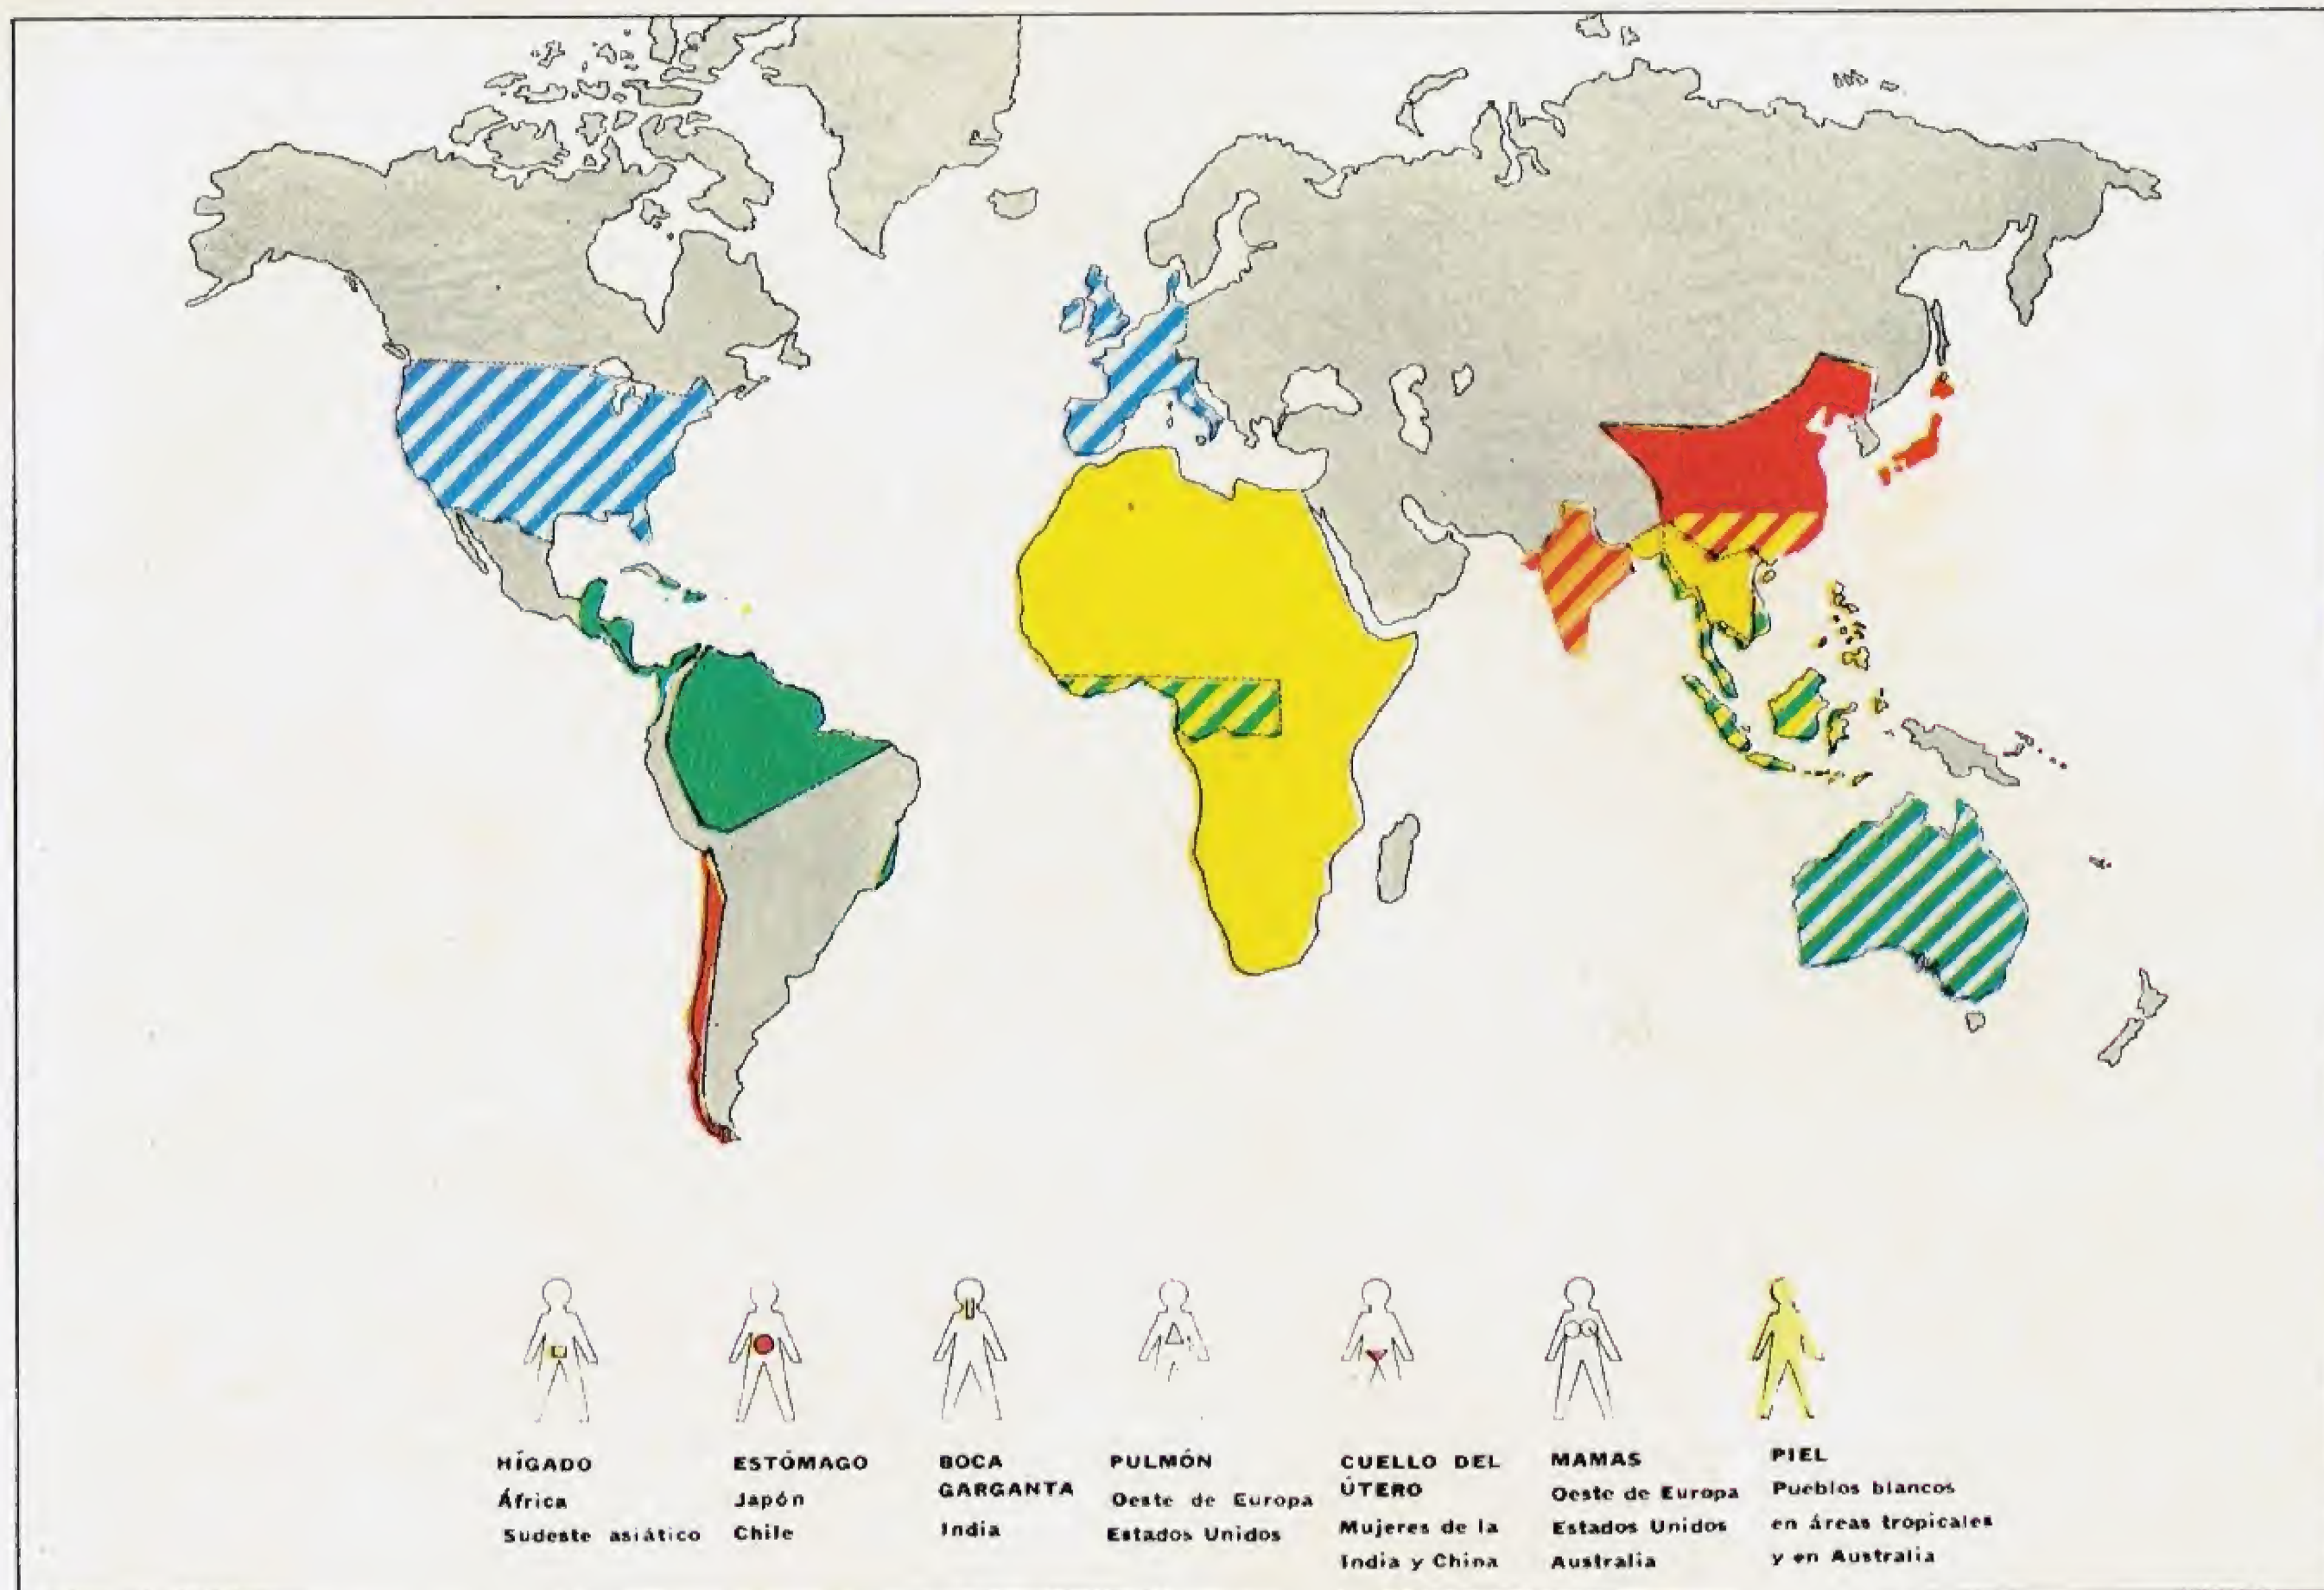 HÍGADO
África
Sudeste asiático
ESTÓMAGO
Japón
Chile
BOCA
GARGANTA
India
PULMÓN
Oeste de Europa
Estados Unidos
CUELLO DEL
ÚTERO
Mujeres de la
India y China
MAMAS
Oeste de Europa
Estados Unidos
Australia
PIEL
Pueblos blancos
en áreas tropicales
y en Australia